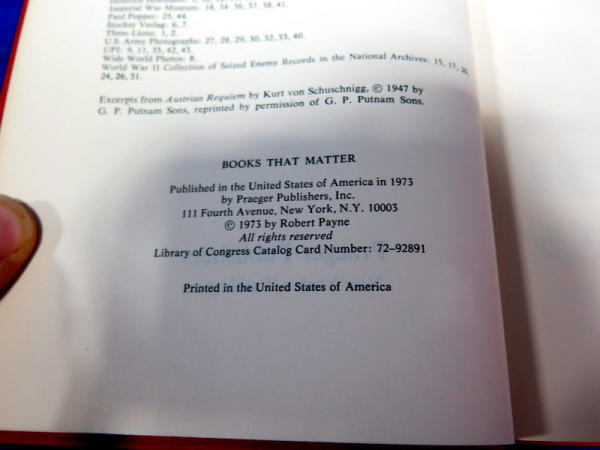 Imperial War Museum: 18, 34, 36, 37, 38, 41.
Paul Popper: 25, 44.
Stocker Verlag: 6, 7.
Three Lions: 1, 2.
U.S. Army Photographs: 27, 28, 29, 30, 32, 33, 40.
UPI: 9, 11, 35, 42, 43.
Wide World Photos: 8.
World War II Collection of Seized Enemy Records in the National Archives: 15, 17, 20,
24, 26, 31.
Excerpts from Austrian Requiem by Kurt von Schuschnigg, © 1947 by
G. P. Putnam Sons, reprinted by permission of G. P. Putnam Sons.
BOOKS THAT MATTER
Published in the United States of America in 1973
by Praeger Publishers, Inc.
111 Fourth Avenue, New York, N.Y. 10003
© 1973 by Robert Payne
All rights reserved
Library of Congress Catalog Card Number: 72-92891
Printed in the United States of America